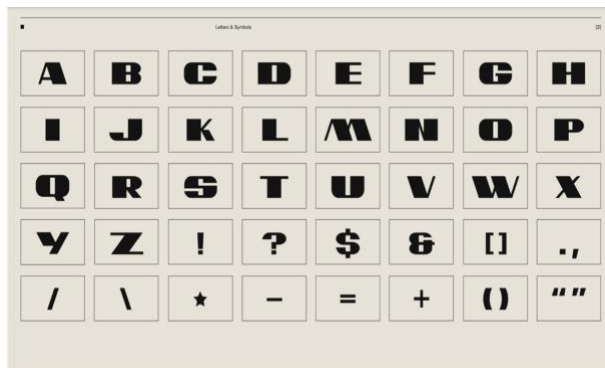 Letters & Symbols [2]
A B C D E F G H
I J K L M N O P
Q R S T U V W X
Y Z ! ? $ & [ ] . ,
/ \ ★ − = + ( ) “ ”